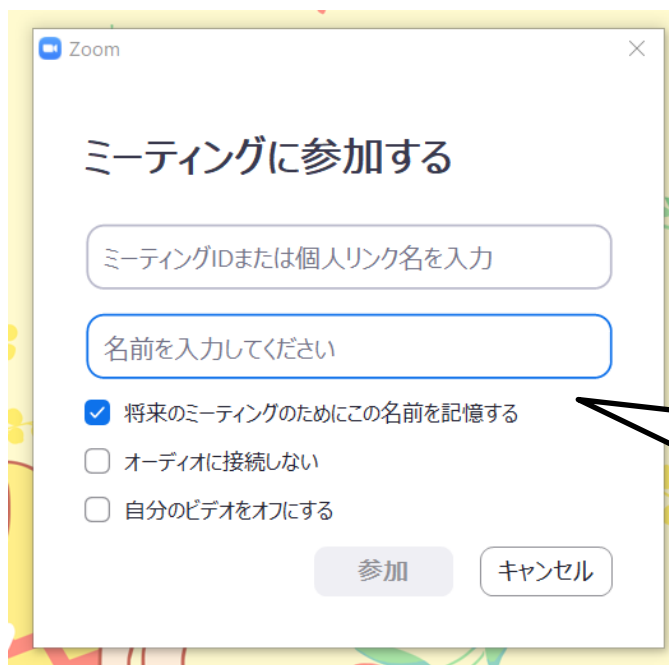 Zoom
ミーティングに参加する
ミーティングIDまたは個人リンク名を入力
名前を入力してください
将来のミーティングのためにこの名前を記憶する
オーディオに接続しない
自分のビデオをオフにする
参加 キャンセル